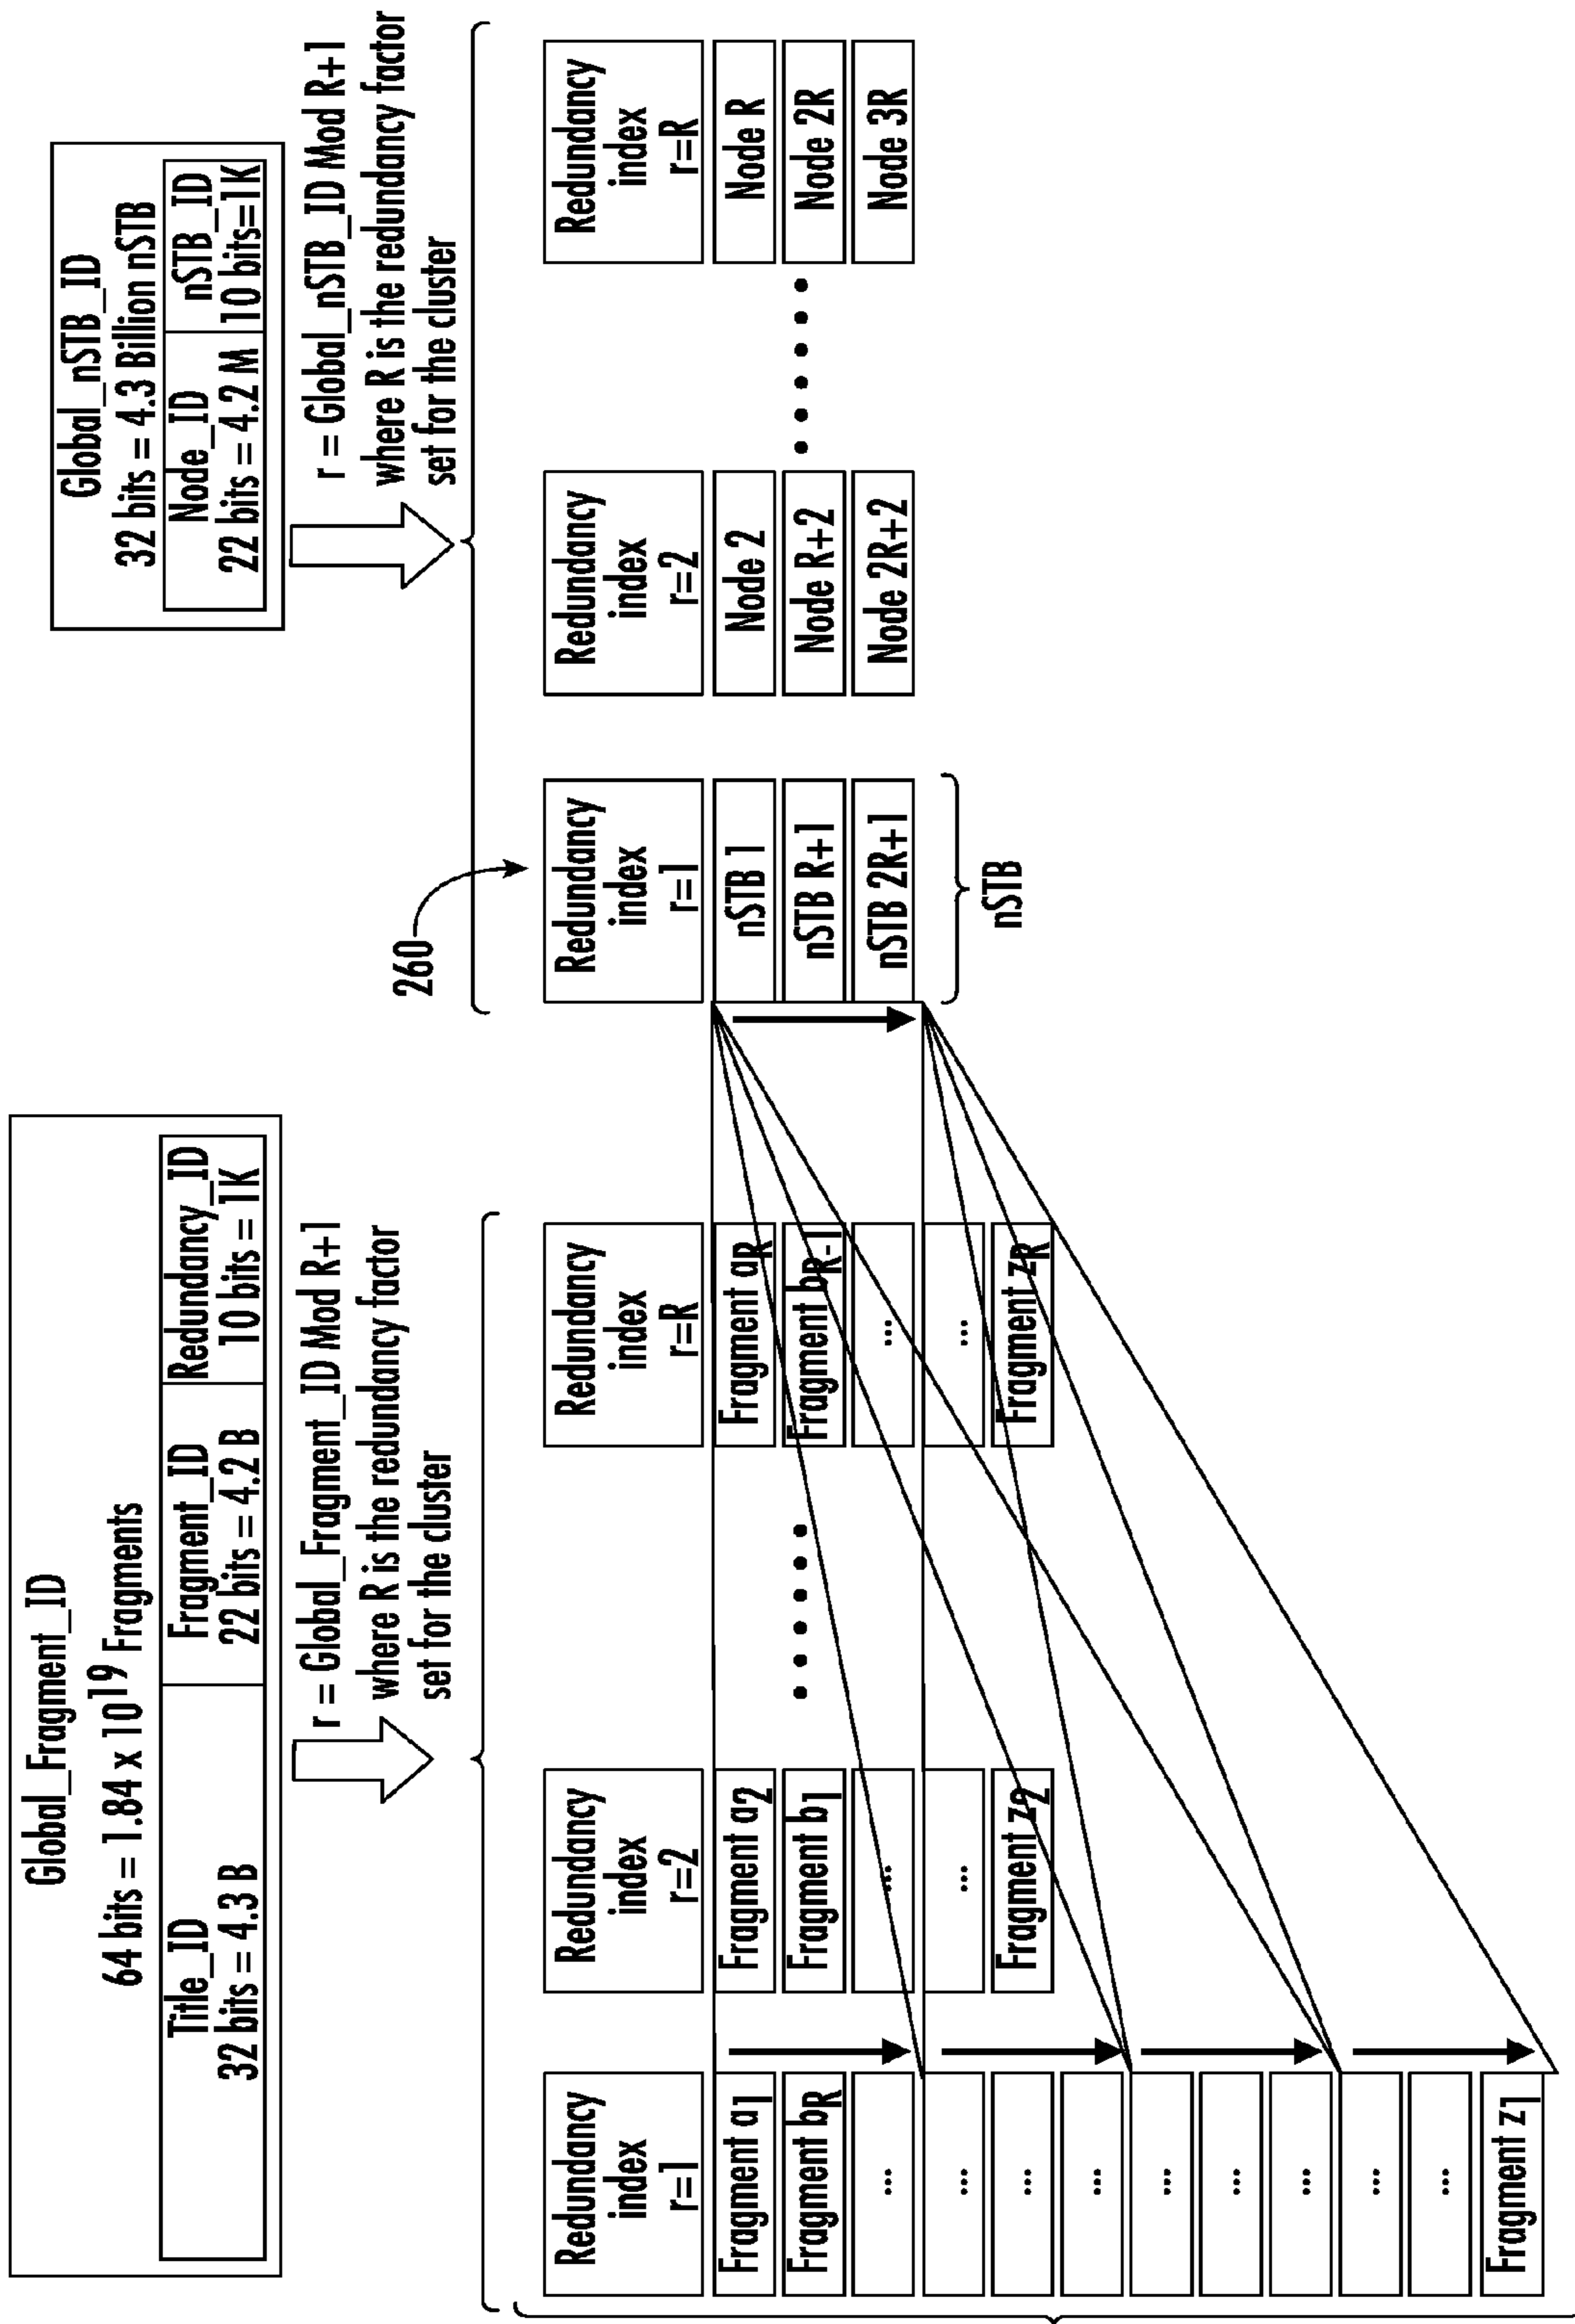 Global_Fragment_ID
64 bits = 1.84 x 10^19 Fragments
Title_ID
32 bits = 4.3 B
Fragment_ID
22 bits = 4.2 B
Redundancy_ID
10 bits = 1K
r = Global_Fragment_ID Mod R+1
where R is the redundancy factor
set for the cluster
Redundancy
index
r=1
Fragment a1
Fragment bR
...
...
...
...
...
...
...
...
...
Fragment z1
Redundancy
index
r=2
Fragment a2
Fragment b1
...
...
Fragment z2
Redundancy
index
r=R
Fragment aR
Fragment bR-1
...
...
Fragment zR
Global_nSTB_ID
32 bits = 4.3 Billion nSTB
Node_ID
22 bits = 4.2 M
nSTB_ID
10 bits=1K
r = Global_nSTB_ID Mod R+1
where R is the redundancy factor
set for the cluster
260
Redundancy
index
r=1
nSTB 1
nSTB R+1
nSTB 2R+1
nSTB
Redundancy
index
r=2
Node 2
Node R+2
Node 2R+2
Redundancy
index
r=R
Node R
Node 2R
Node 3R